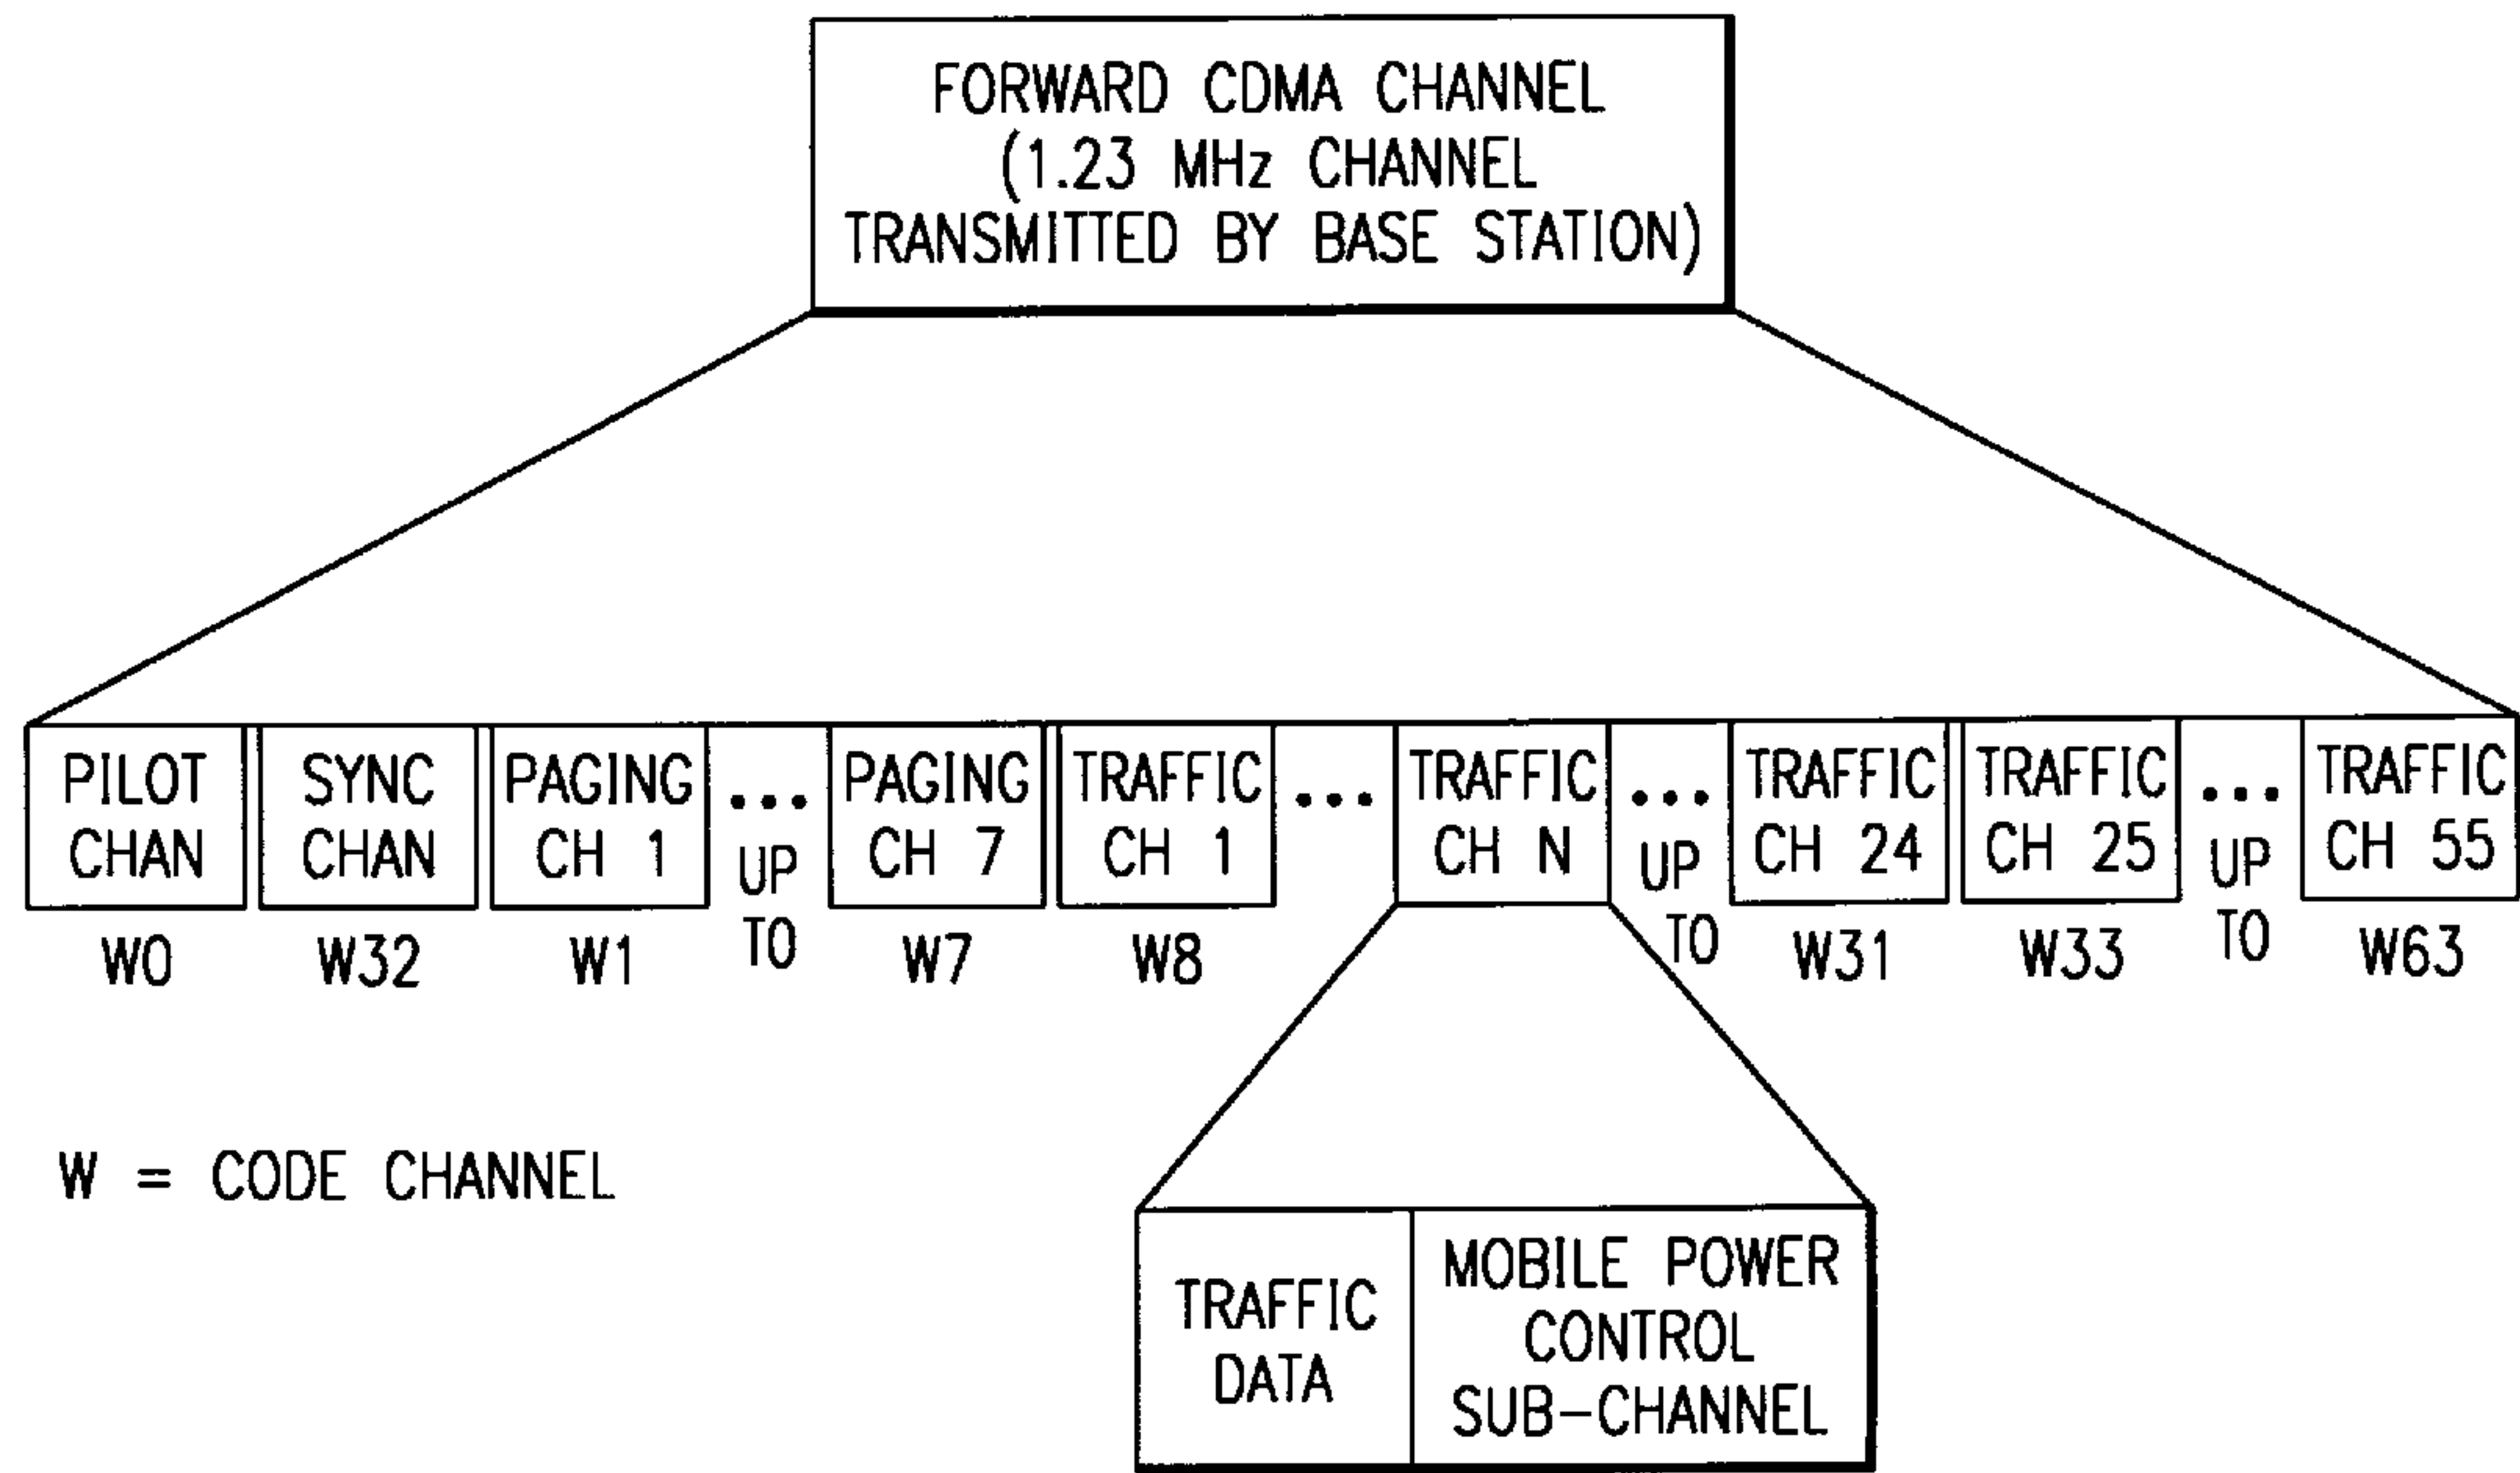 FORWARD CDMA CHANNEL
(1.23 MHz CHANNEL
TRANSMITTED BY BASE STATION)
PILOT
CHAN
W0
SYNC
CHAN
W32
PAGING
CH 1
W1
...
UP
TO
PAGING
CH 7
W7
TRAFFIC
CH 1
W8
...
TRAFFIC
CH N
...
UP
TO
TRAFFIC
CH 24
W31
TRAFFIC
CH 25
W33
...
UP
TO
TRAFFIC
CH 55
W63
W = CODE CHANNEL
TRAFFIC
DATA
MOBILE POWER
CONTROL
SUB-CHANNEL